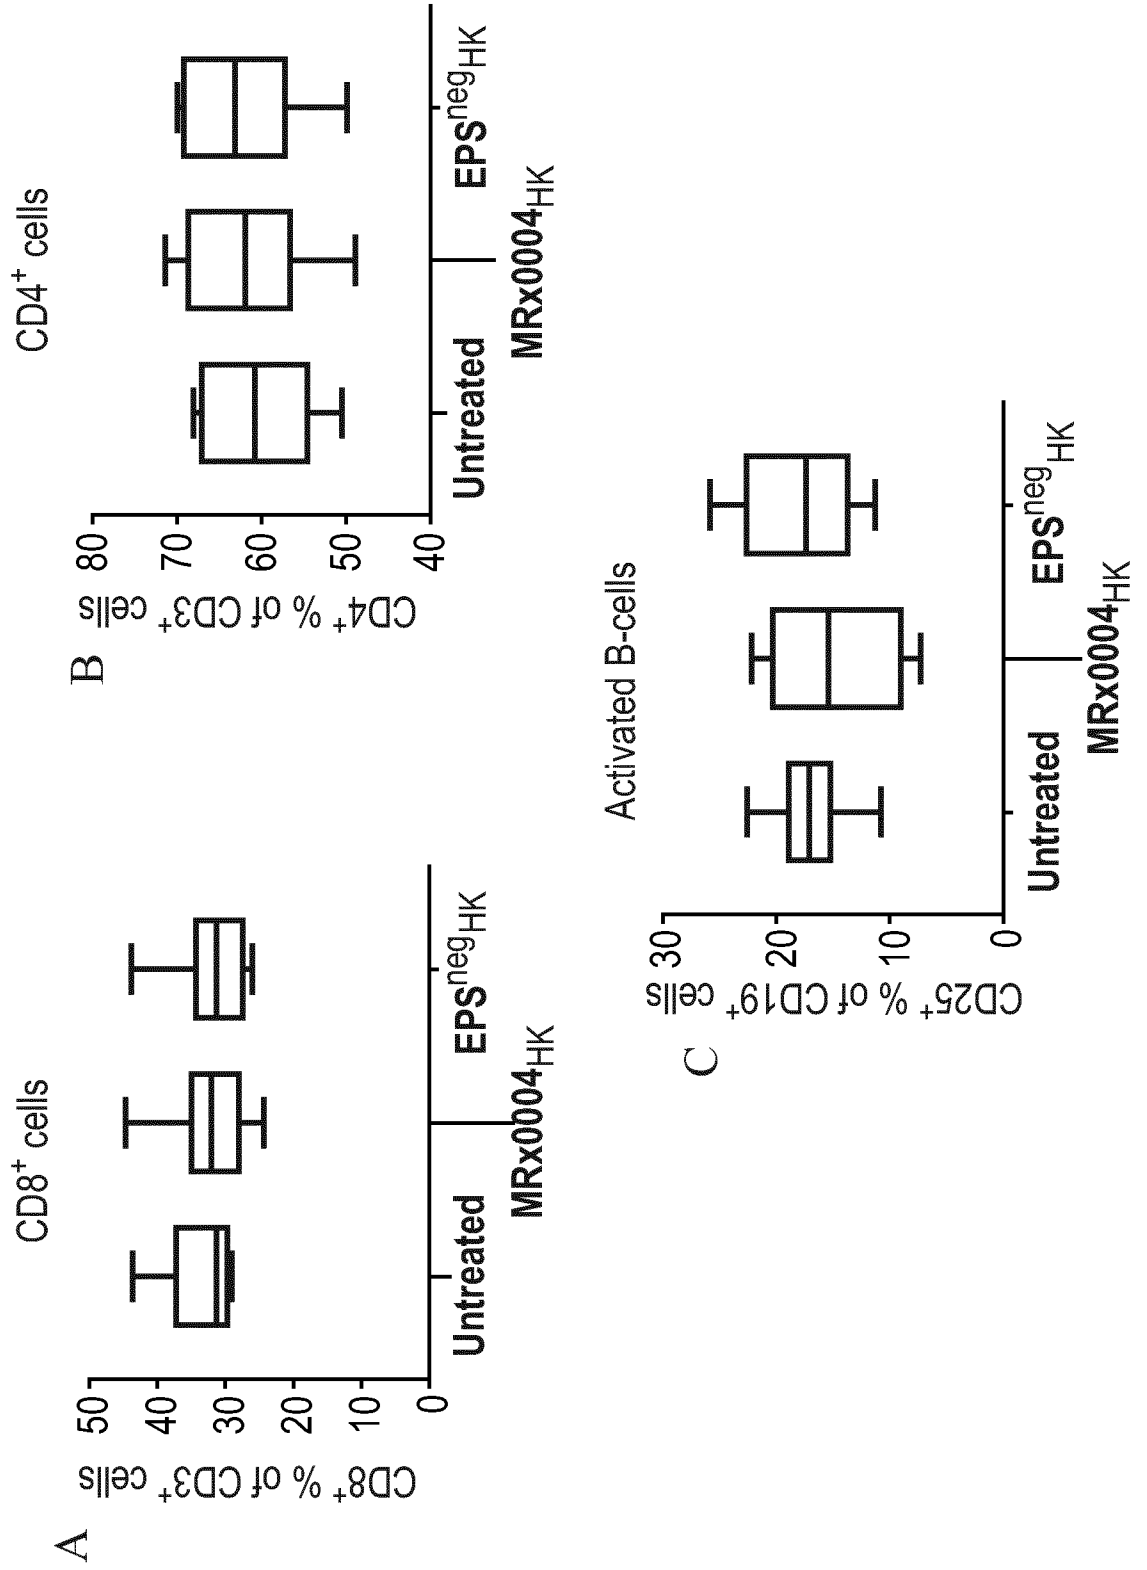 A
CD8⁺ cells
CD8⁺ % of CD3⁺ cells
50
40
30
20
10
0
Untreated
MRx0004HK
EPSⁿᵉᵍHK
B
CD4⁺ cells
CD4⁺ % of CD3⁺ cells
80
70
60
50
40
Untreated
MRx0004HK
EPSⁿᵉᵍHK
C
Activated B-cells
CD25⁺ % of CD19⁺ cells
30
20
10
0
Untreated
MRx0004HK
EPSⁿᵉᵍHK